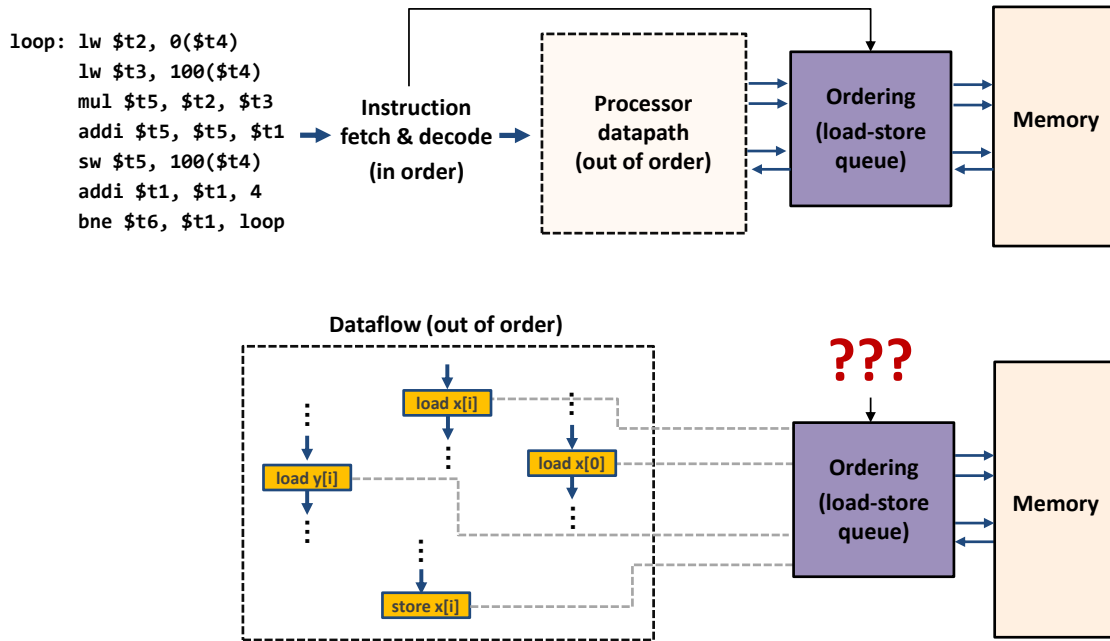 loop: lw $t2, 0($t4)
lw $t3, 100($t4)
mul $t5, $t2, $t3
addi $t5, $t5, $t1
sw $t5, 100($t4)
addi $t1, $t1, 4
bne $t6, $t1, loop
Instruction
fetch & decode
(in order)
Processor
datapath
(out of order)
Ordering
(load-store
queue)
Memory
Dataflow (out of order)
load x[i]
load y[i]
load x[0]
store x[i]
???
Ordering
(load-store
queue)
Memory